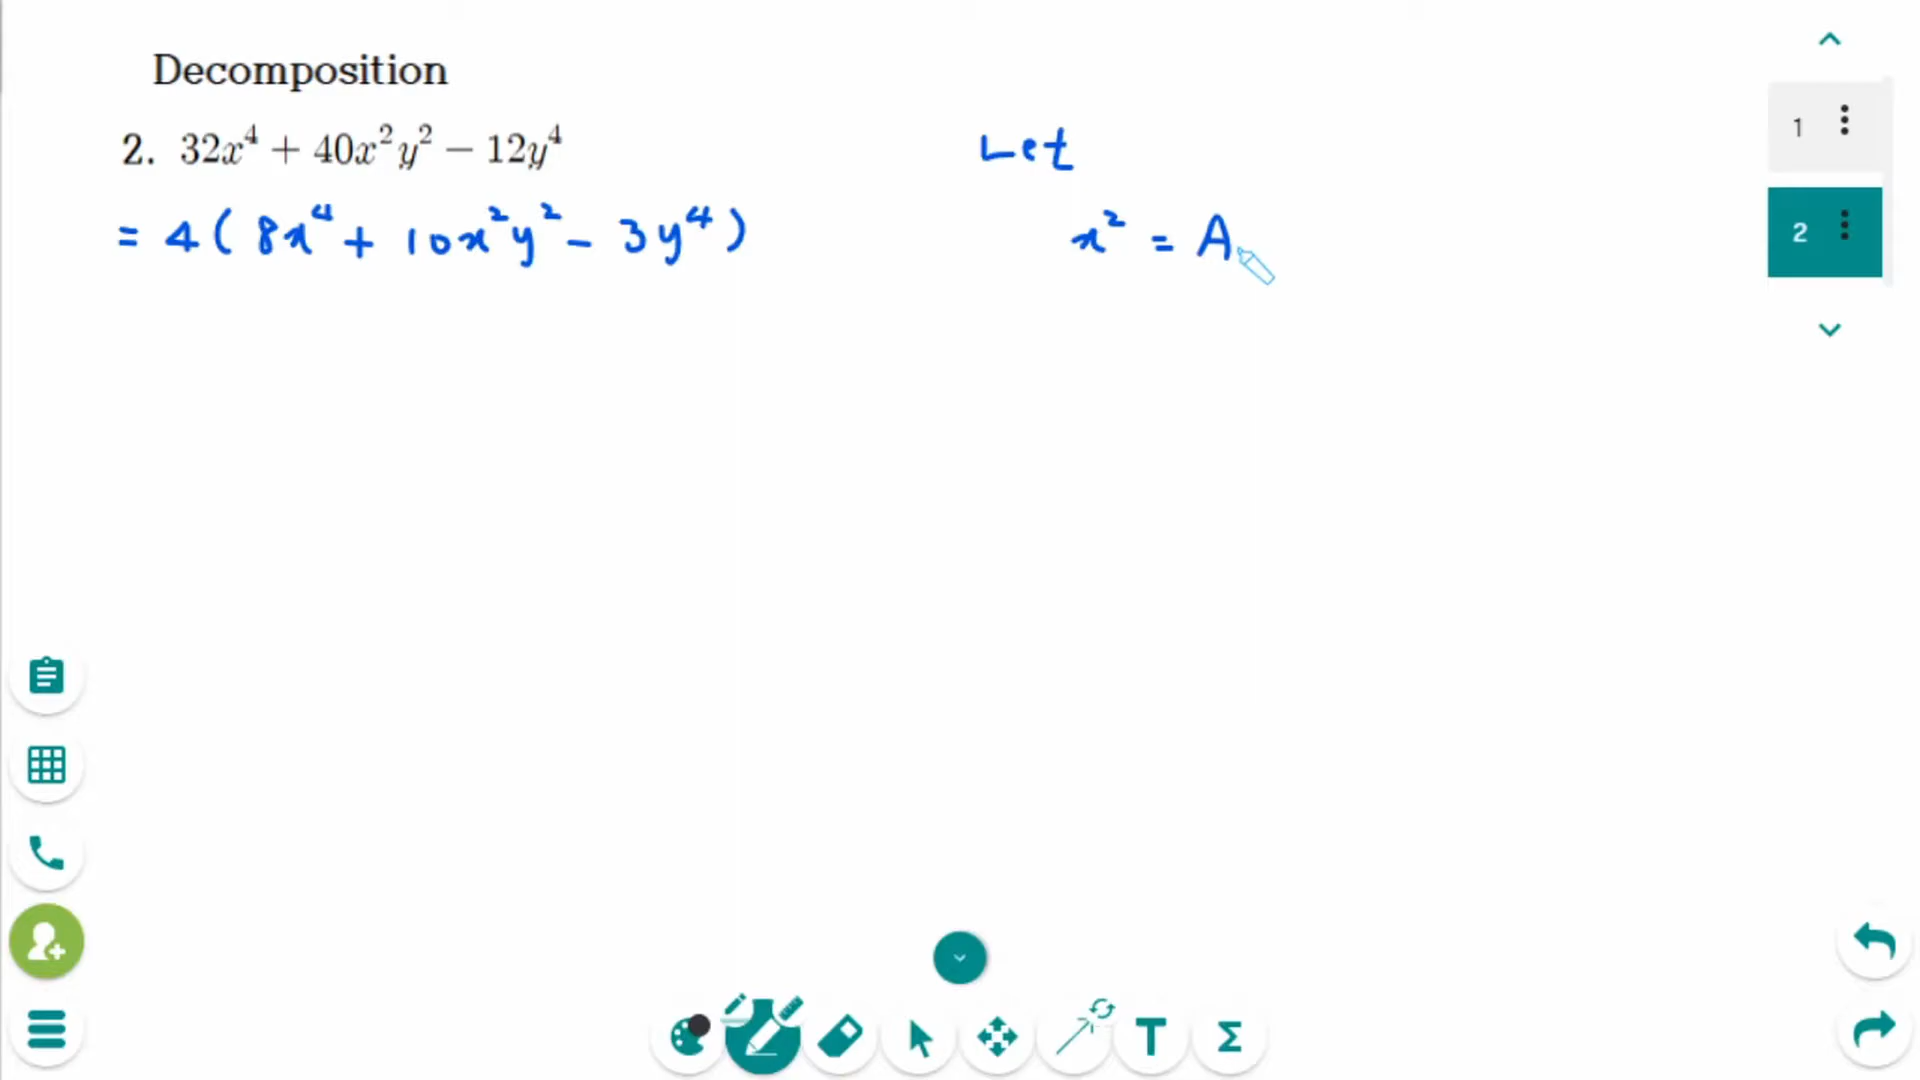 Decomposition
2. 32x⁴ + 40x²y² − 12y⁴
= 4 ( 8x⁴ + 10x²y² − 3y⁴ )
Let
x² = A
1
2
T
Σ